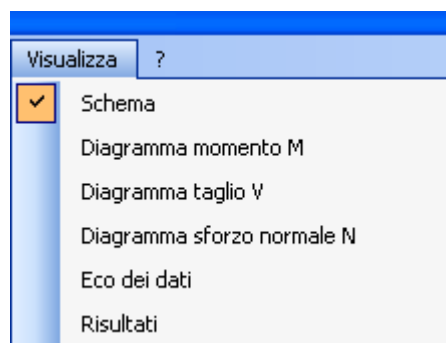 Visualizza ?
Schema
Diagramma momento M
Diagramma taglio V
Diagramma sforzo normale N
Eco dei dati
Risultati